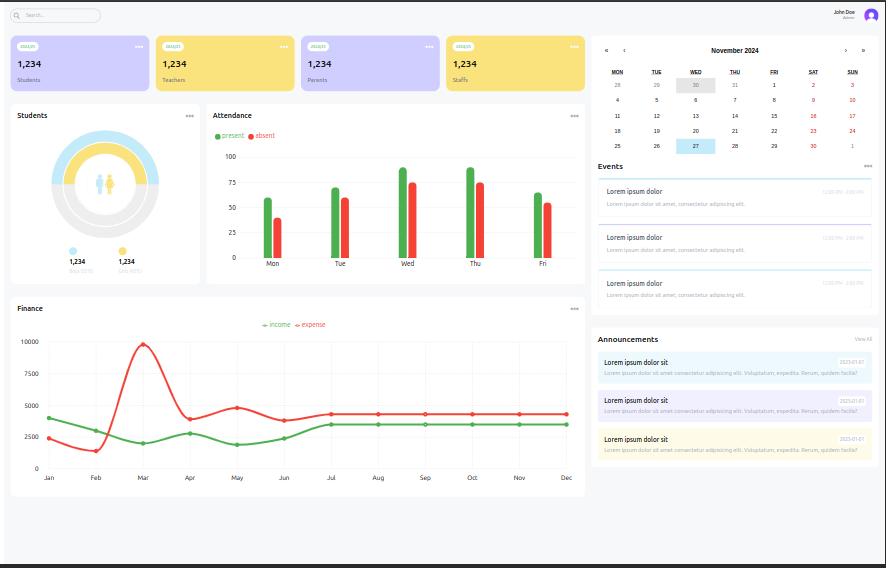 Search...
John Doe
Admin
2024/25
2024/25
2024/25
2024/25
1,234
1,234
1,234
1,234
Students
Teachers
Parents
Staffs
« ‹ November 2024 › »
MON TUE WED THU FRI SAT SUN
28 29 30 31 1 2 3
4 5 6 7 8 9 10
11 12 13 14 15 16 17
18 19 20 21 22 23 24
25 26 27 28 29 30 1
Students
1,234
1,234
Attendance
present absent
100
75
50
25
0
Mon Tue Wed Thu Fri
Events
Lorem ipsum dolor
12:00 PM - 2:00 PM
Lorem ipsum dolor sit amet, consectetur adipiscing elit.
Lorem ipsum dolor
12:00 PM - 2:00 PM
Lorem ipsum dolor sit amet, consectetur adipiscing elit.
Lorem ipsum dolor
12:00 PM - 2:00 PM
Lorem ipsum dolor sit amet, consectetur adipiscing elit.
Finance
income expense
10000
7500
5000
2500
0
Jan Feb Mar Apr May Jun Jul Aug Sep Oct Nov Dec
Announcements
View All
Lorem ipsum dolor sit
2023-01-01
Lorem ipsum dolor sit amet consectetur adipisicing elit. Voluptatum, expedita. Rerum, quidem facilis?
Lorem ipsum dolor sit
2023-01-01
Lorem ipsum dolor sit amet consectetur adipisicing elit. Voluptatum, expedita. Rerum, quidem facilis?
Lorem ipsum dolor sit
2023-01-01
Lorem ipsum dolor sit amet consectetur adipisicing elit. Voluptatum, expedita. Rerum, quidem facilis?